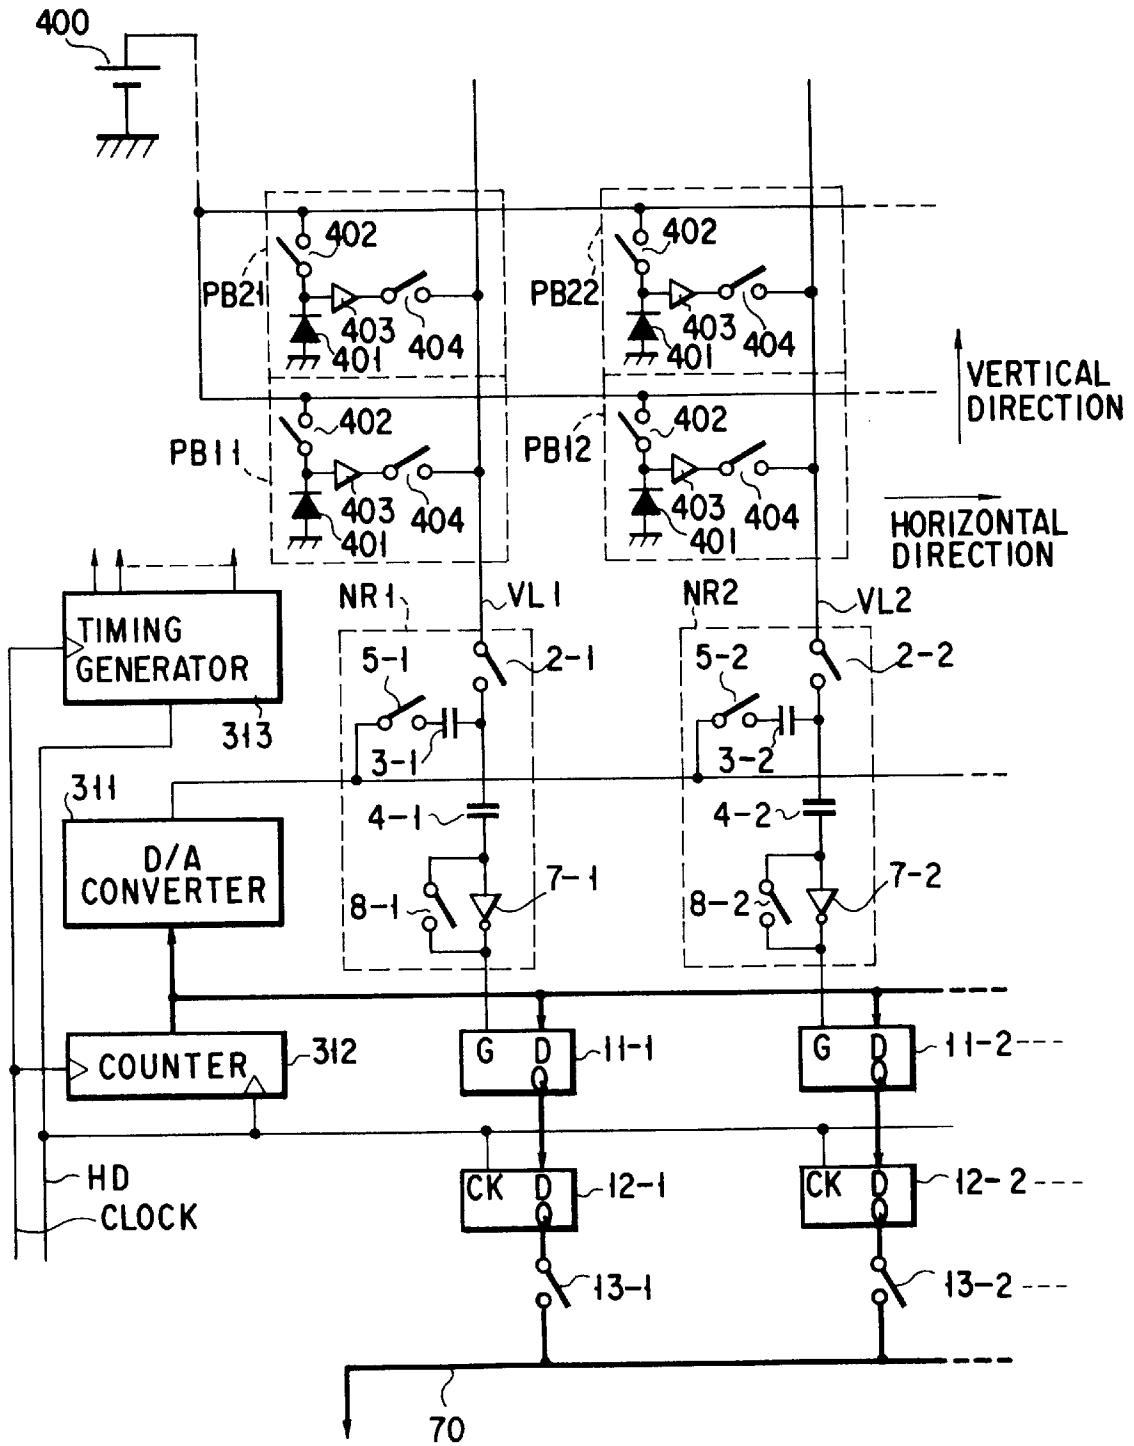 400
402
402
PB21
PB22
403
404
403
404
401
401
VERTICAL
DIRECTION
402
402
PB11
PB12
403
404
403
404
401
401
HORIZONTAL
DIRECTION
NR1
VL1
NR2
VL2
TIMING
GENERATOR
313
5-1
2-1
5-2
2-2
3-1
3-2
311
D/A
CONVERTER
4-1
4-2
8-1
7-1
8-2
7-2
COUNTER
312
G D
Q
11-1
G D
Q
11-2
HD
CLOCK
CK D
Q
12-1
CK D
Q
12-2
13-1
13-2
70